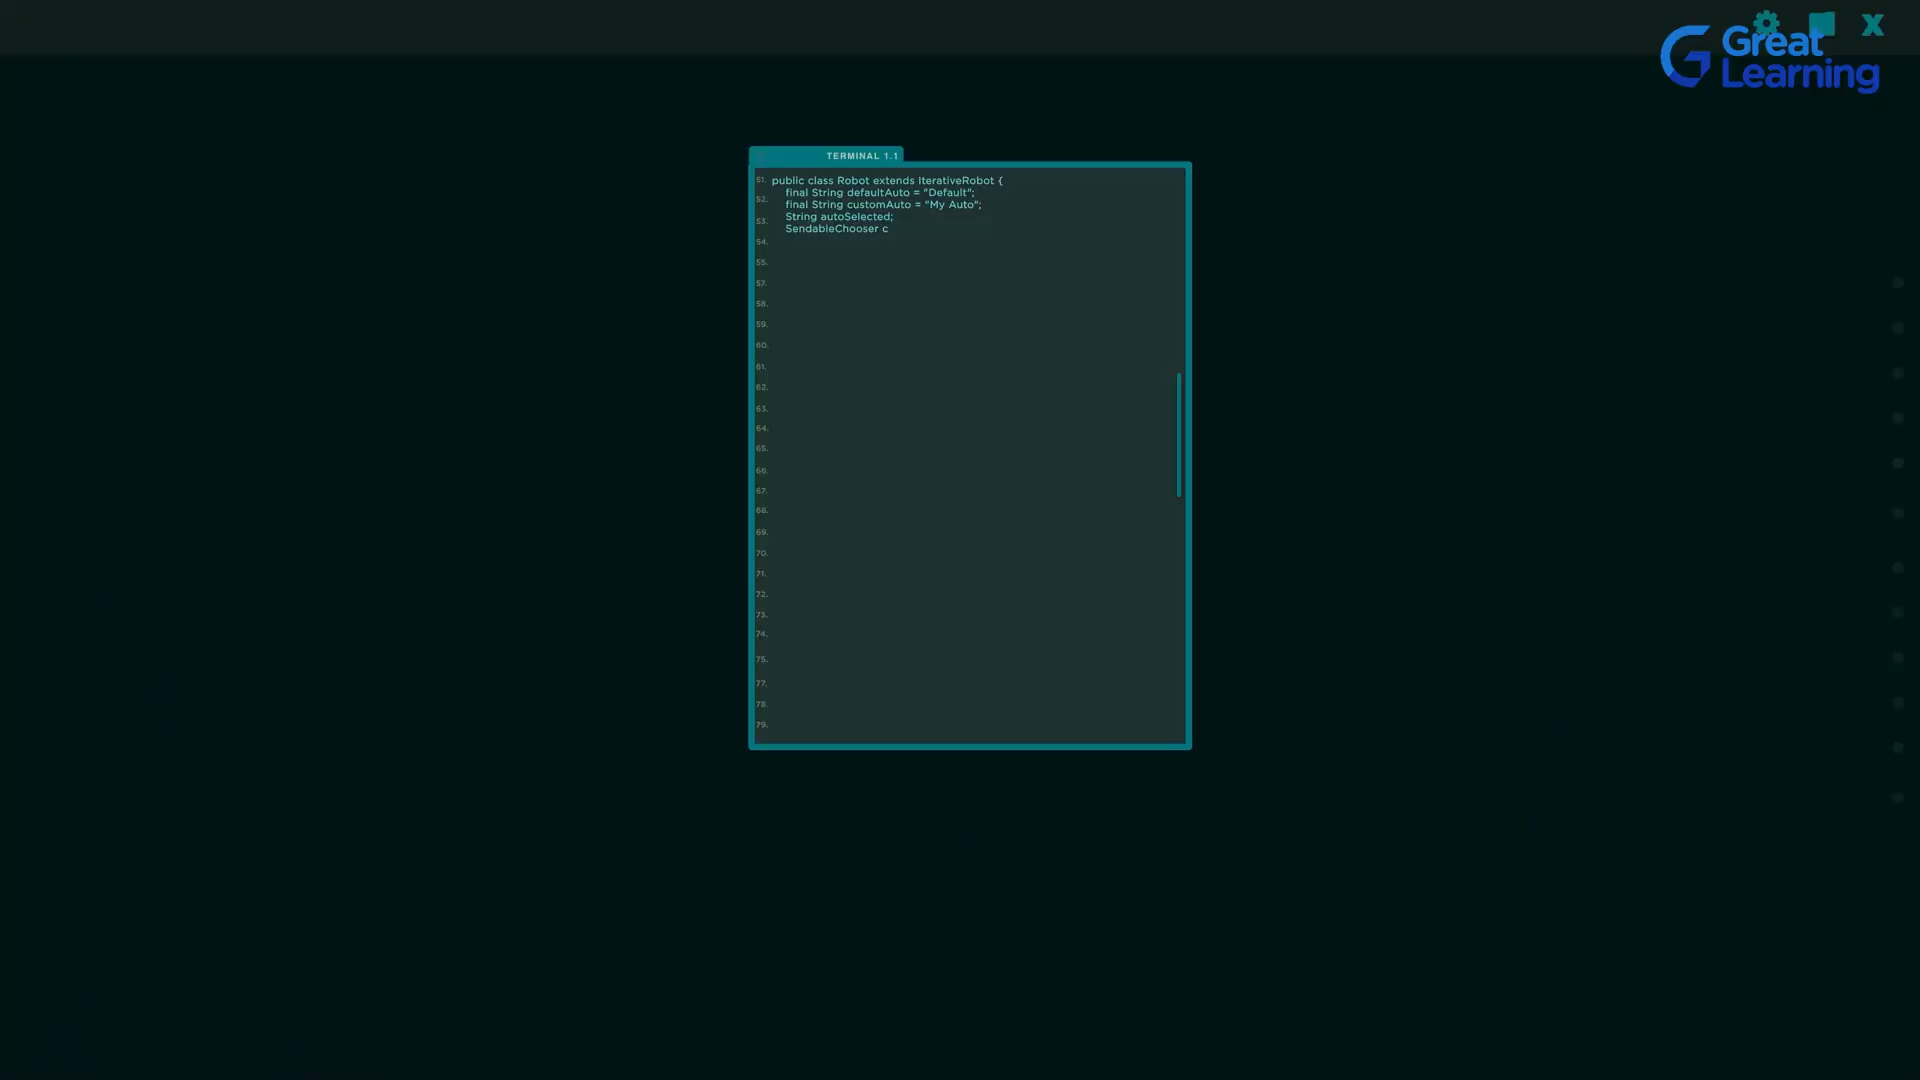 Great
Learning
X
TERMINAL 1.1
51. public class Robot extends IterativeRobot {
final String defaultAuto = "Default";
52. final String customAuto = "My Auto";
53. String autoSelected;
SendableChooser c
54.
55.
57.
58.
59.
60.
61.
62.
63.
64.
65.
66.
67.
68.
69.
70.
71.
72.
73.
74.
75.
77.
78.
79.